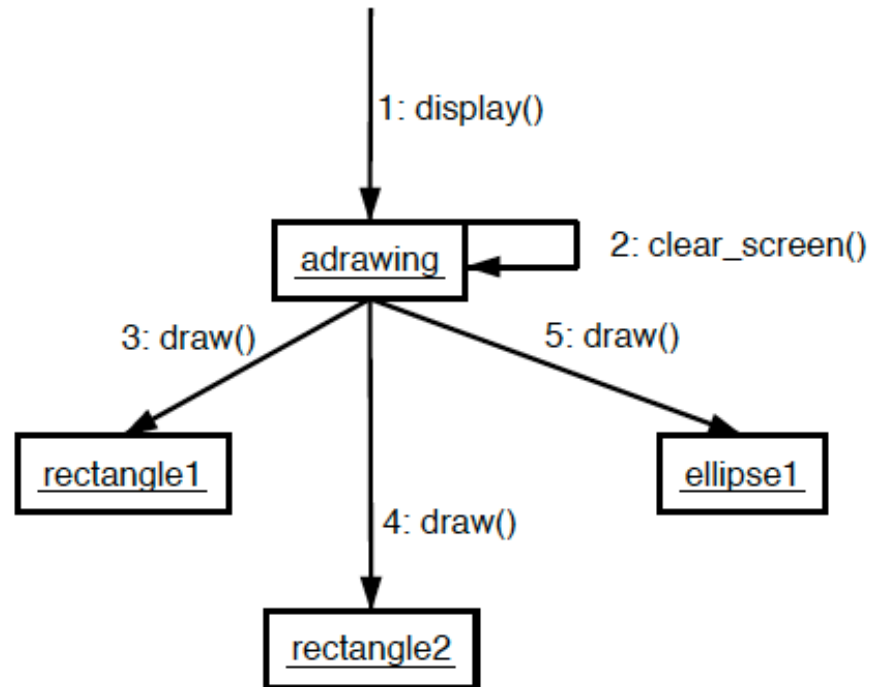 1: display()
adrawing
2: clear_screen()
3: draw()
5: draw()
rectangle1
ellipse1
4: draw()
rectangle2